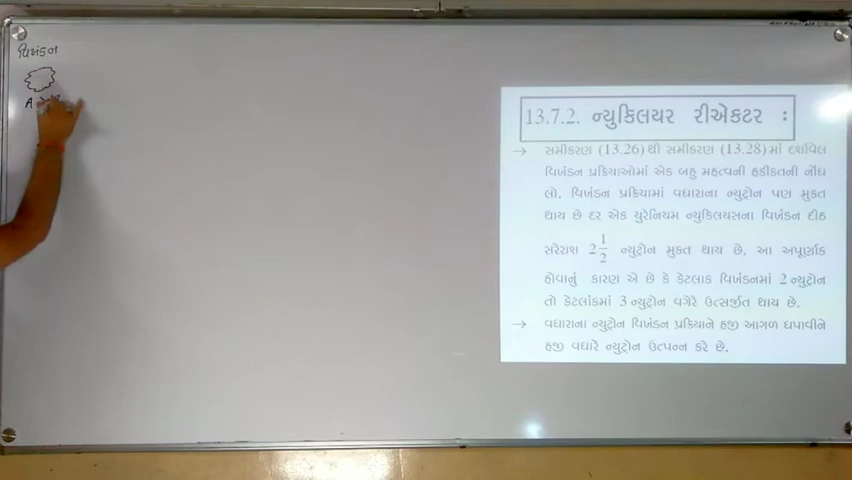 વિખંડન
A >
13.7.2. ન્યુક્લિયર રીએક્ટર :
→ સમીકરણ (13.26) થી સમીકરણ (13.28) માં દર્શાવેલ
વિખંડન પ્રક્રિયાઓમાં એક બહુ મહત્વની હકીકતની નોંધ
લો. વિખંડન પ્રક્રિયામાં વધારાના ન્યુટ્રોન પણ મુક્ત
થાય છે દર એક યુરેનિયમ ન્યુક્લિયસના વિખંડન દીઠ
સરેરાશ 2 1/2 ન્યુટ્રોન મુક્ત થાય છે. આ અપૂર્ણાંક
હોવાનું કારણ એ છે કે કેટલાક વિખંડનમાં 2 ન્યુટ્રોન
તો કેટલાંકમાં 3 ન્યુટ્રોન વગેરે ઉત્સર્જીત થાય છે.
→ વધારાના ન્યુટ્રોન વિખંડન પ્રક્રિયાને હજી આગળ ધપાવીને
હજી વધારે ન્યુટ્રોન ઉત્પન્ન કરે છે.